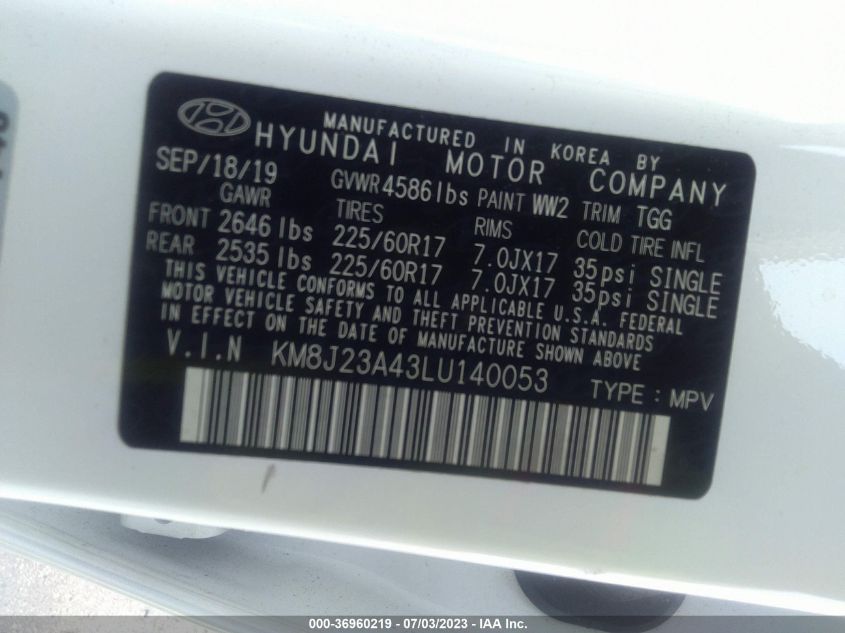 MANUFACTURED IN KOREA BY
HYUNDAI MOTOR COMPANY
SEP/18/19 GVWR 4586 lbs PAINT WW2 TRIM TGG
GAWR TIRES RIMS COLD TIRE INFL
FRONT 2646 lbs 225/60R17 7.0JX17 35psi SINGLE
REAR 2535 lbs 225/60R17 7.0JX17 35psi SINGLE
THIS VEHICLE CONFORMS TO ALL APPLICABLE U.S.A. FEDERAL
MOTOR VEHICLE SAFETY AND THEFT PREVENTION STANDARDS
IN EFFECT ON THE DATE OF MANUFACTURE SHOWN ABOVE
V.I.N KM8J23A43LU140053 TYPE : MPV
000-36960219 - 07/03/2023 - IAA Inc.